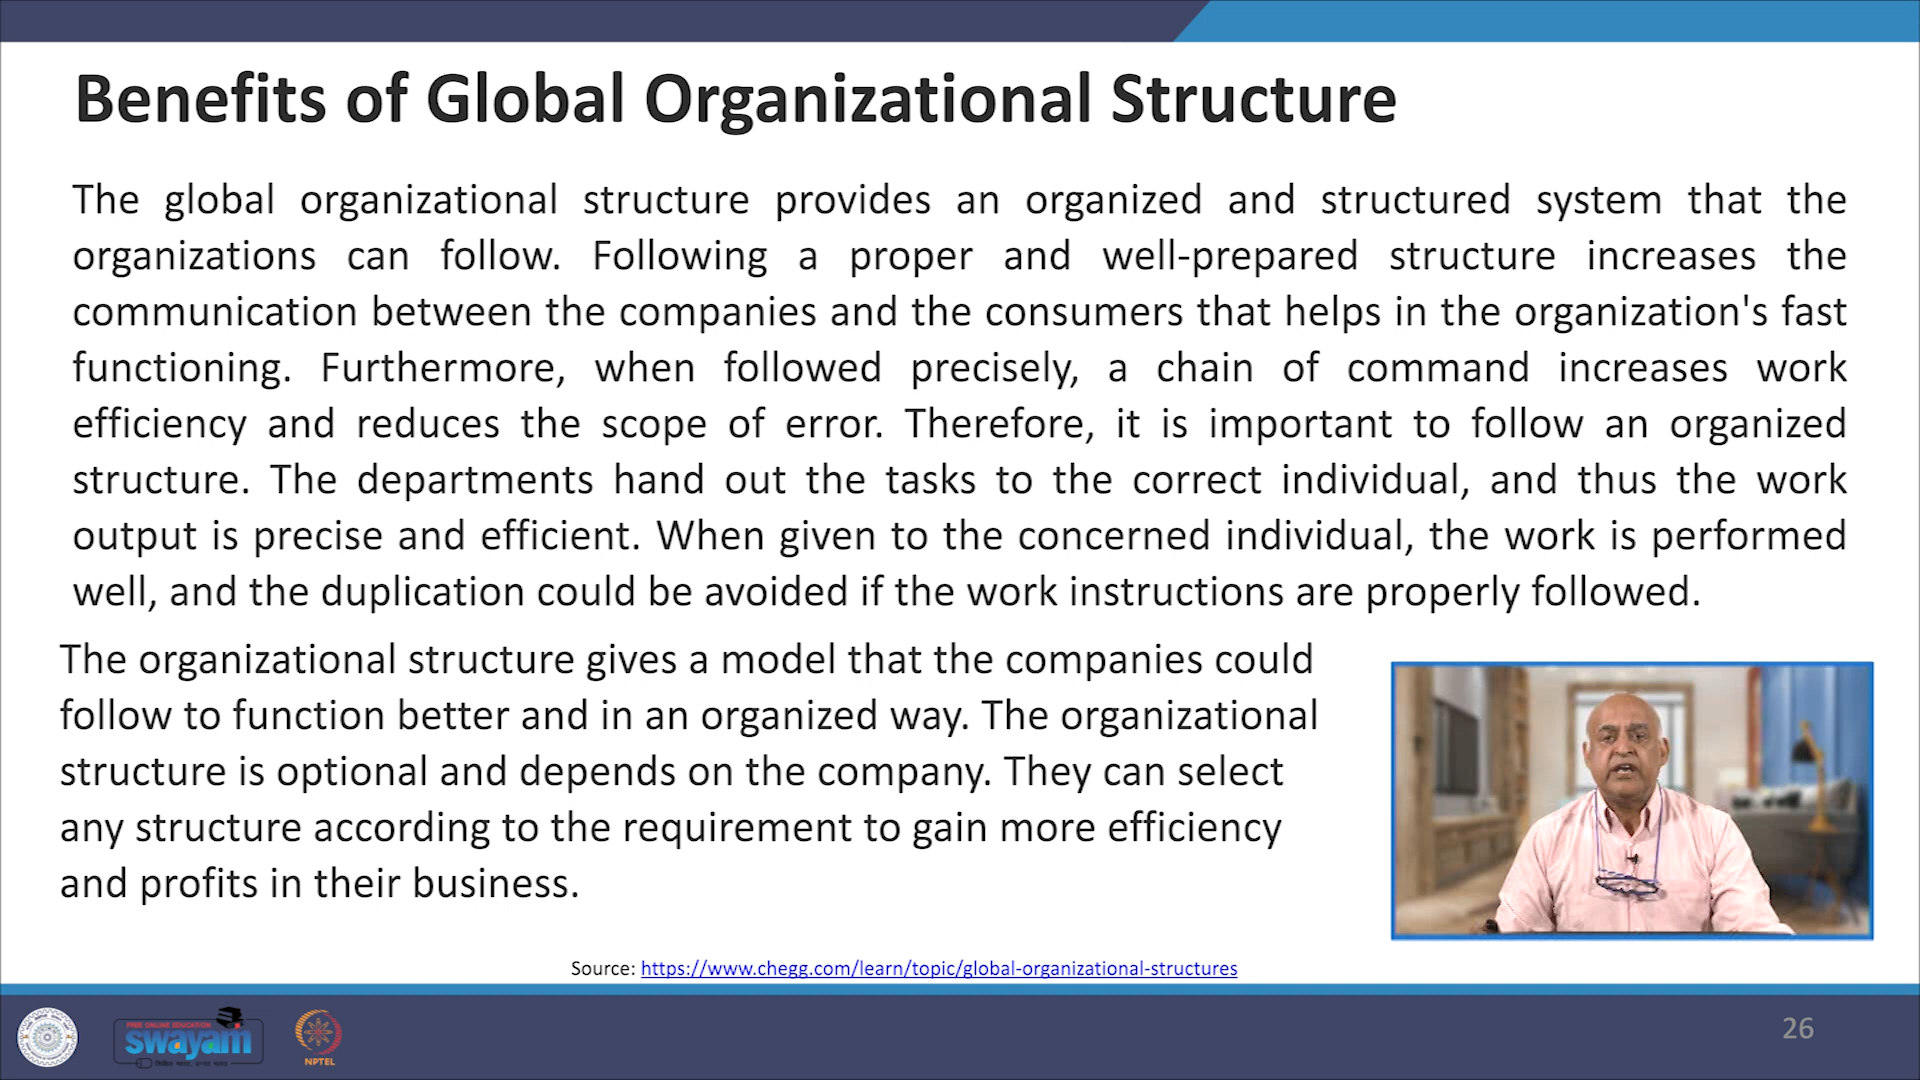 Benefits of Global Organizational Structure
The global organizational structure provides an organized and structured system that the
organizations can follow. Following a proper and well-prepared structure increases the
communication between the companies and the consumers that helps in the organization's fast
functioning. Furthermore, when followed precisely, a chain of command increases work
efficiency and reduces the scope of error. Therefore, it is important to follow an organized
structure. The departments hand out the tasks to the correct individual, and thus the work
output is precise and efficient. When given to the concerned individual, the work is performed
well, and the duplication could be avoided if the work instructions are properly followed.
The organizational structure gives a model that the companies could
follow to function better and in an organized way. The organizational
structure is optional and depends on the company. They can select
any structure according to the requirement to gain more efficiency
and profits in their business.
Source: https://www.chegg.com/learn/topic/global-organizational-structures
FREE ONLINE EDUCATION
swayam
NPTEL
26